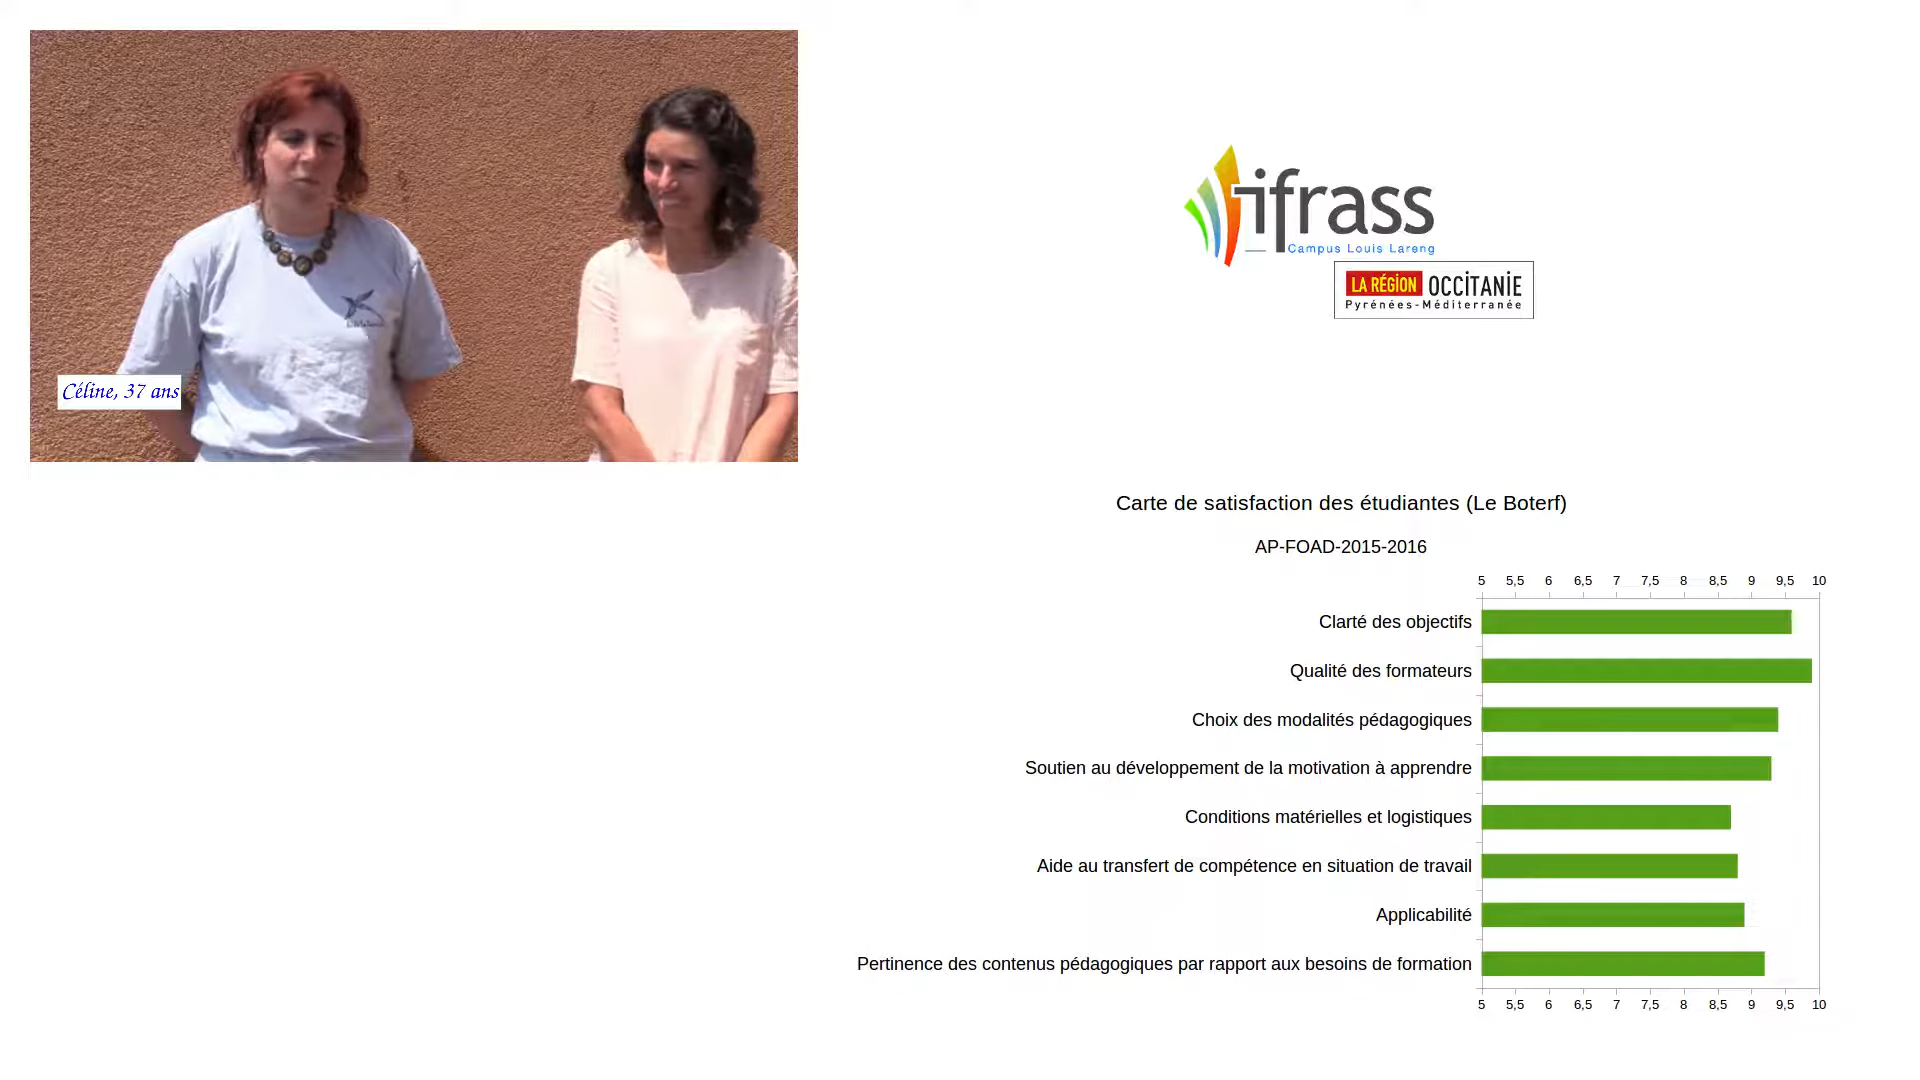 Céline, 37 ans
ifrass
Campus Louis Lareng
LA RÉGION OCCITANIE
Pyrénées-Méditerranée
Carte de satisfaction des étudiantes (Le Boterf)
AP-FOAD-2015-2016
5 5,5 6 6,5 7 7,5 8 8,5 9 9,5 10
Clarté des objectifs
Qualité des formateurs
Choix des modalités pédagogiques
Soutien au développement de la motivation à apprendre
Conditions matérielles et logistiques
Aide au transfert de compétence en situation de travail
Applicabilité
Pertinence des contenus pédagogiques par rapport aux besoins de formation
5 5,5 6 6,5 7 7,5 8 8,5 9 9,5 10